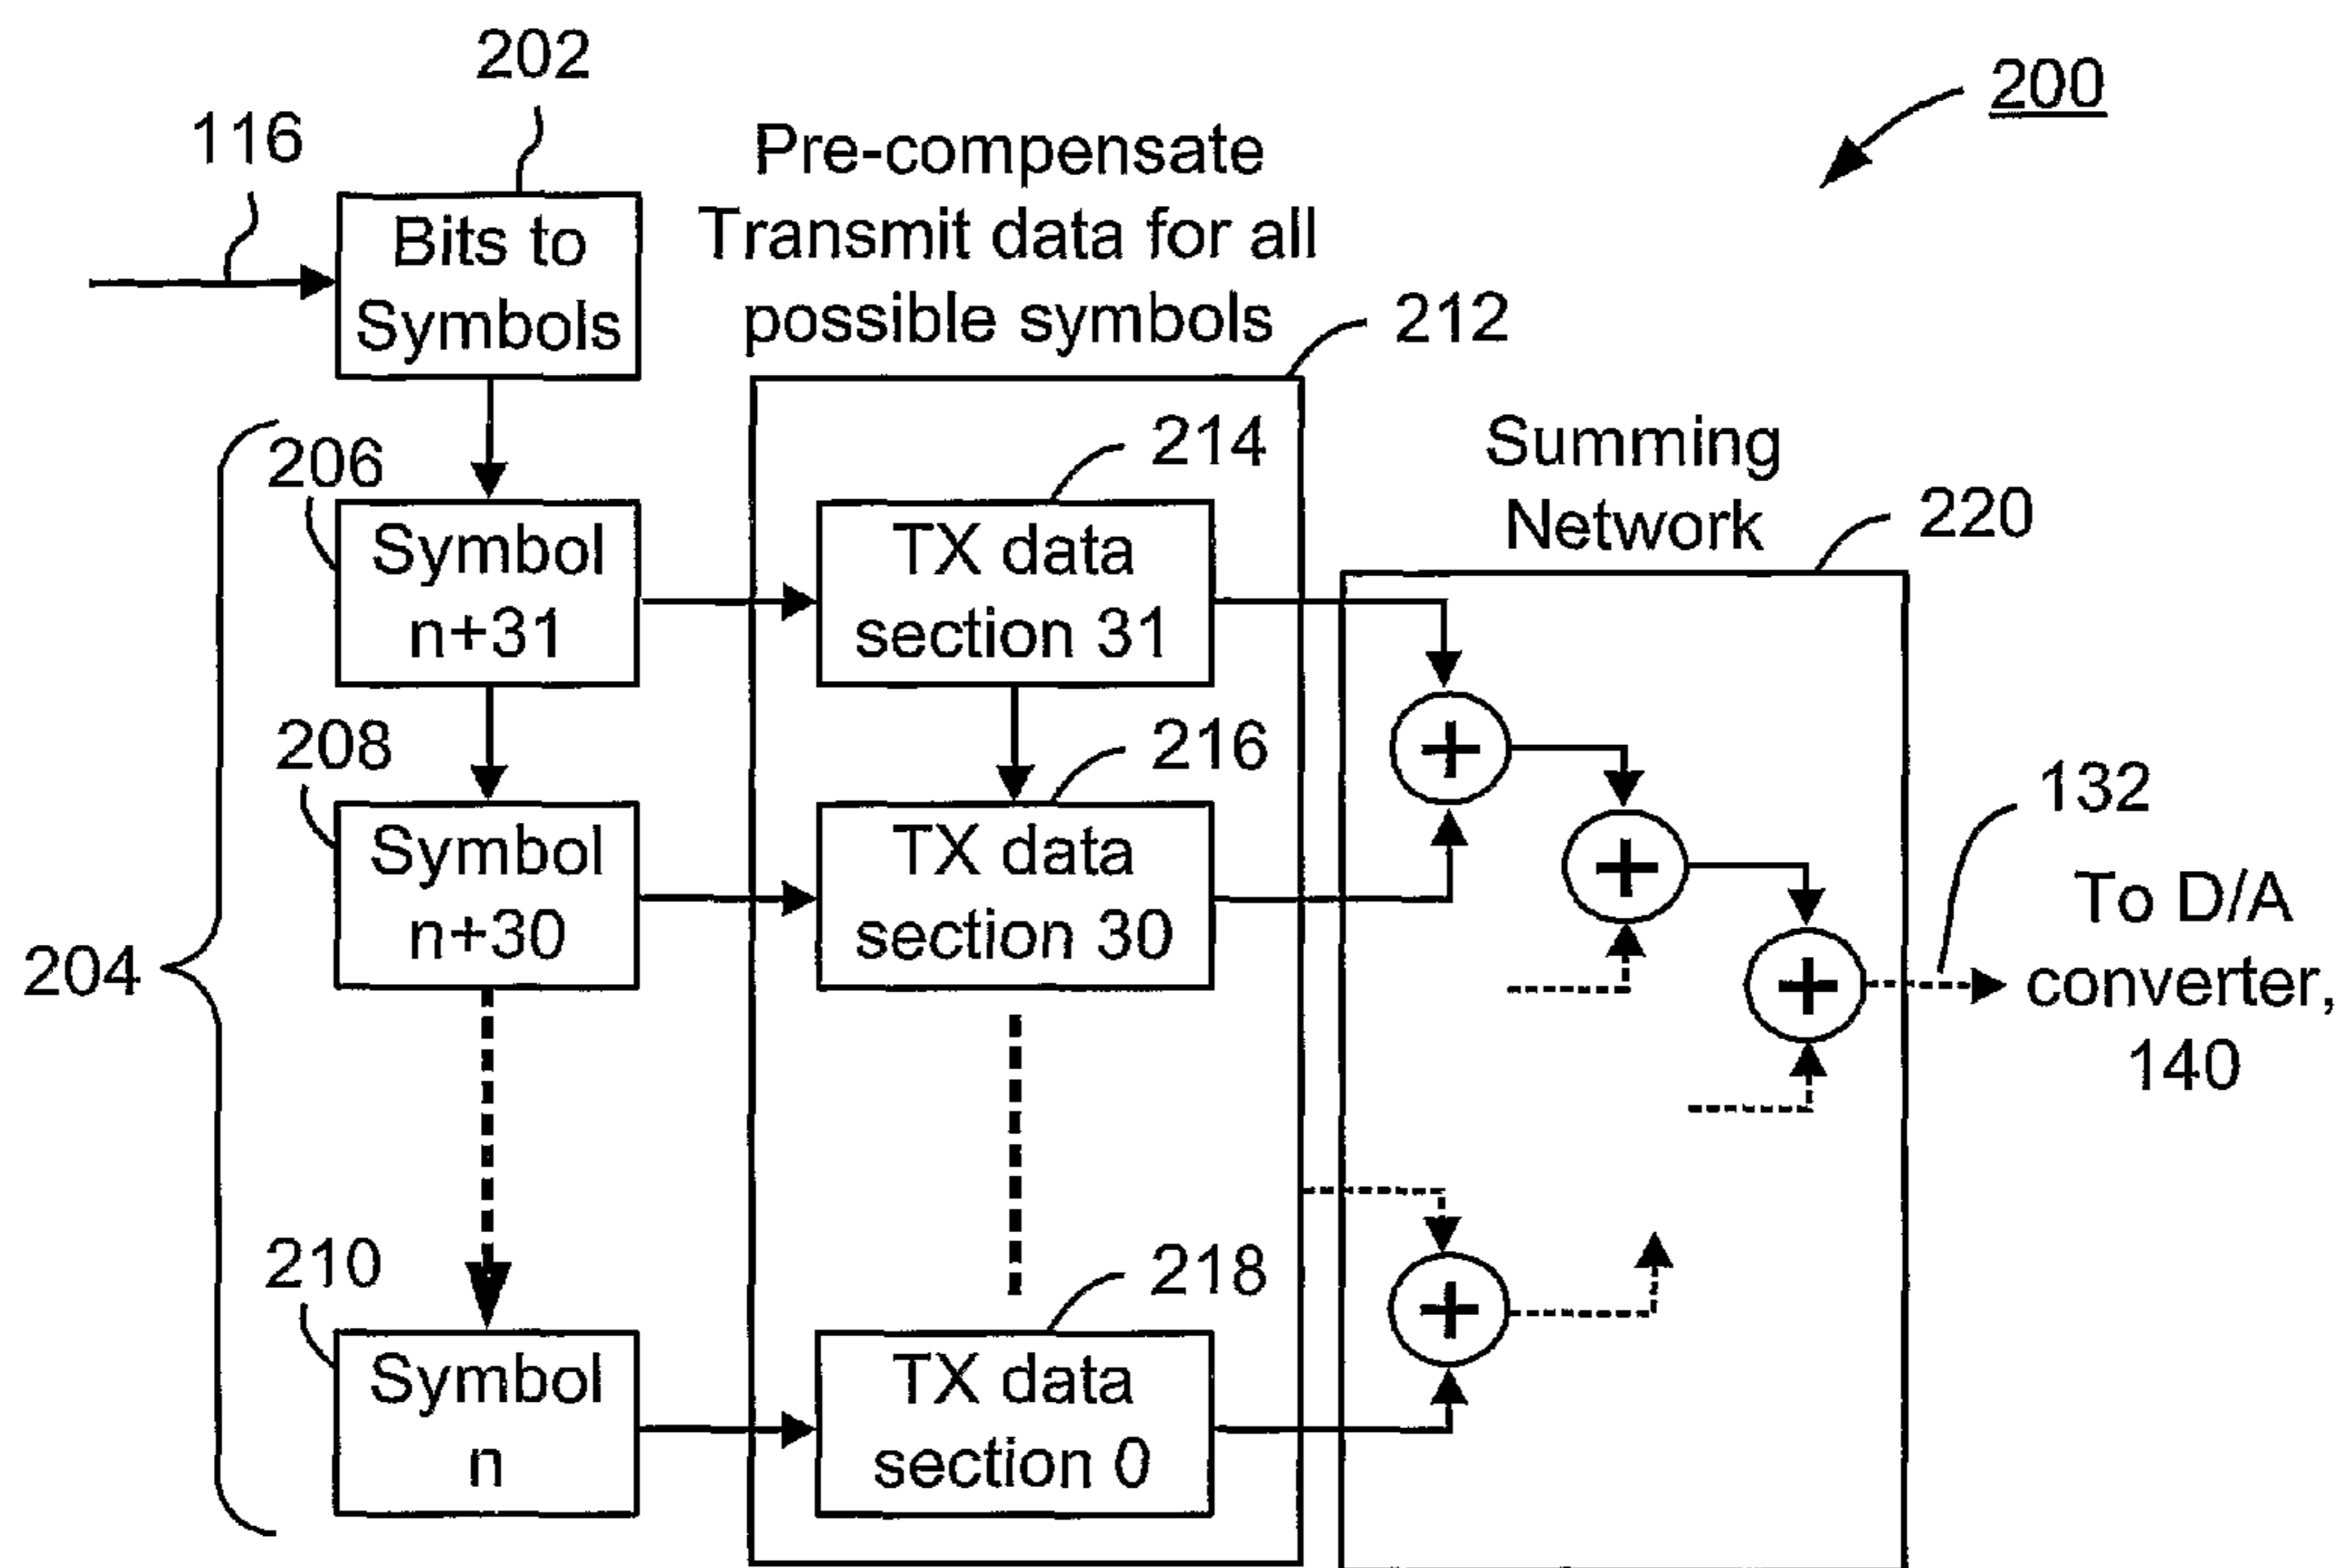 202
200
116
Pre-compensate
Transmit data for all
possible symbols
Bits to
Symbols
212
206
214
Summing
Network
220
Symbol
n+31
TX data
section 31
208
216
132
Symbol
n+30
TX data
section 30
To D/A
converter,
140
204
210
218
Symbol
n
TX data
section 0